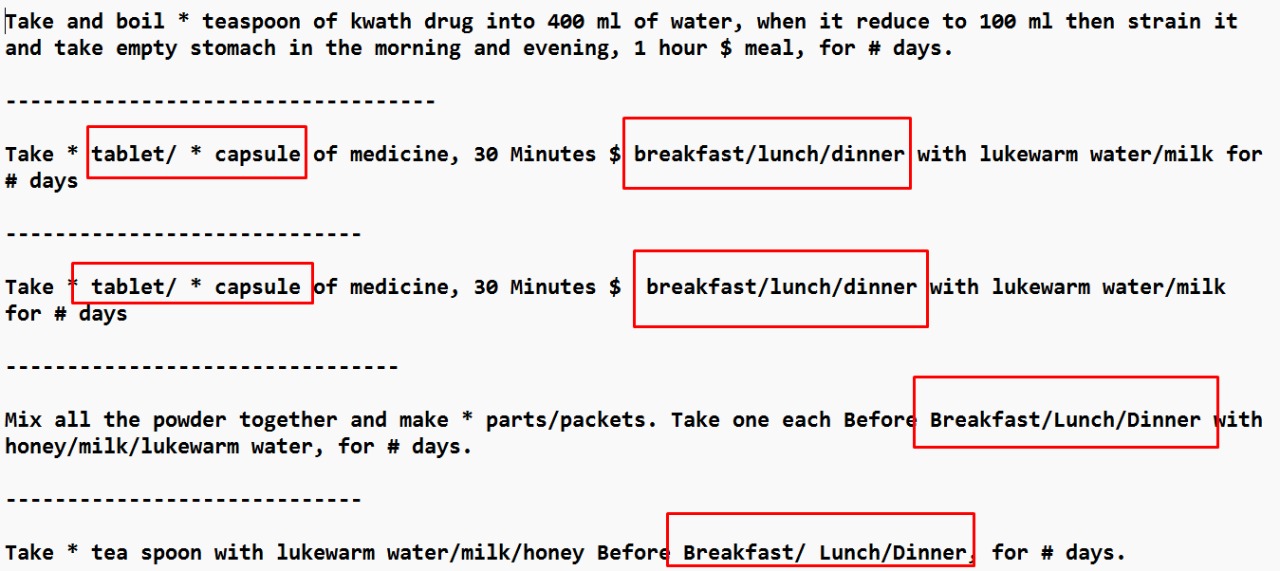 Take and boil * teaspoon of kwath drug into 400 ml of water, when it reduce to 100 ml then strain it
and take empty stomach in the morning and evening, 1 hour $ meal, for # days.
-----------------------------------
Take * tablet/ * capsule of medicine, 30 Minutes $ breakfast/lunch/dinner with lukewarm water/milk for
# days
-----------------------------
Take * tablet/ * capsule of medicine, 30 Minutes $  breakfast/lunch/dinner with lukewarm water/milk
for # days
--------------------------------
Mix all the powder together and make * parts/packets. Take one each Before Breakfast/Lunch/Dinner with
honey/milk/lukewarm water, for # days.
-----------------------------
Take * tea spoon with lukewarm water/milk/honey Before Breakfast/ Lunch/Dinner, for # days.